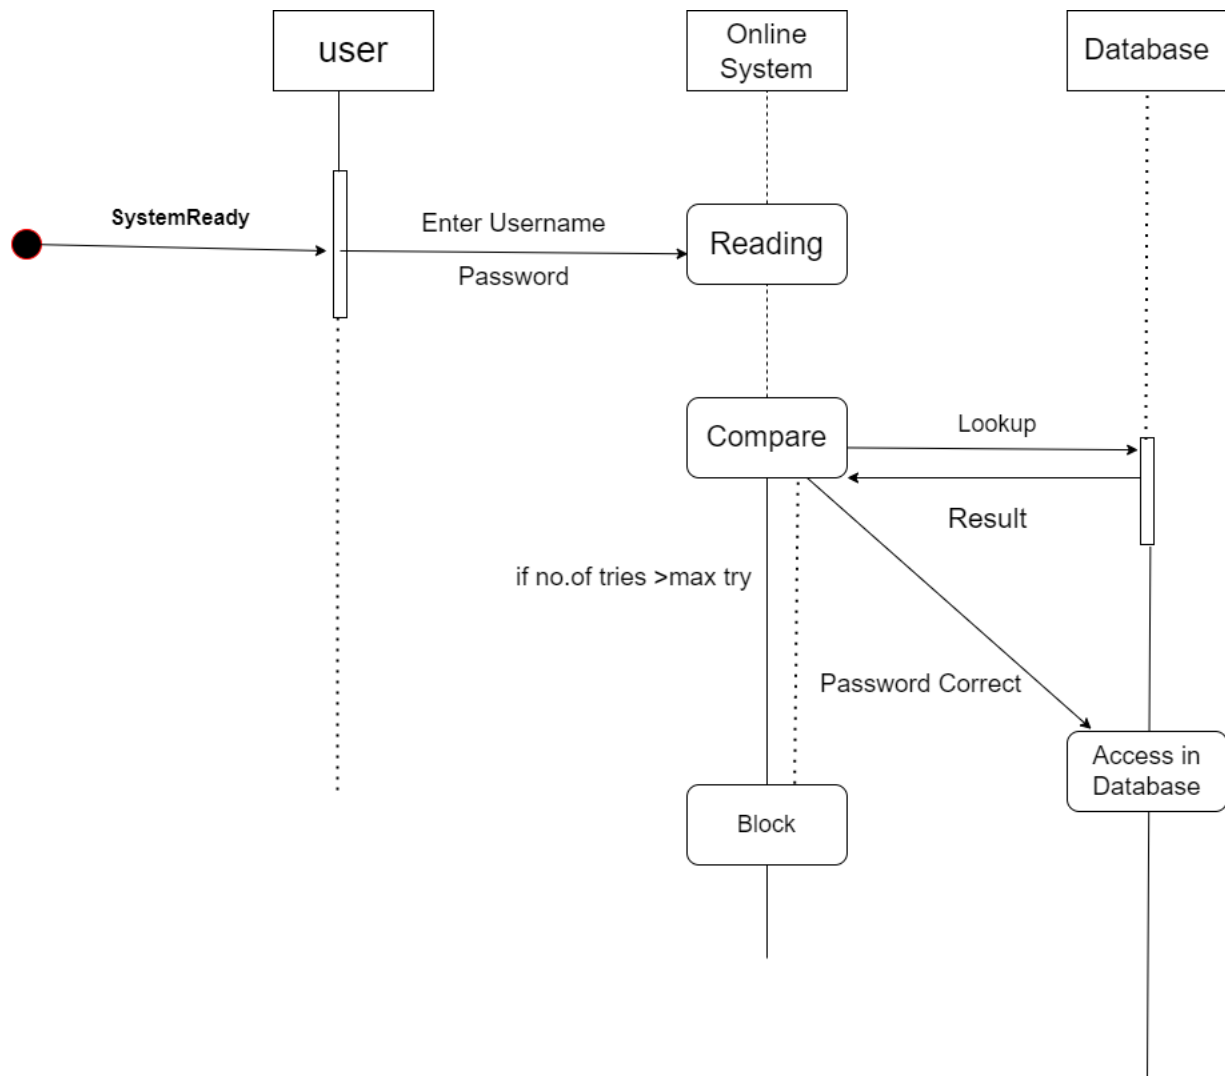 user
Online
System
Database
SystemReady
Enter Username
Password
Reading
Compare
Lookup
Result
if no.of tries >max try
Password Correct
Access in
Database
Block